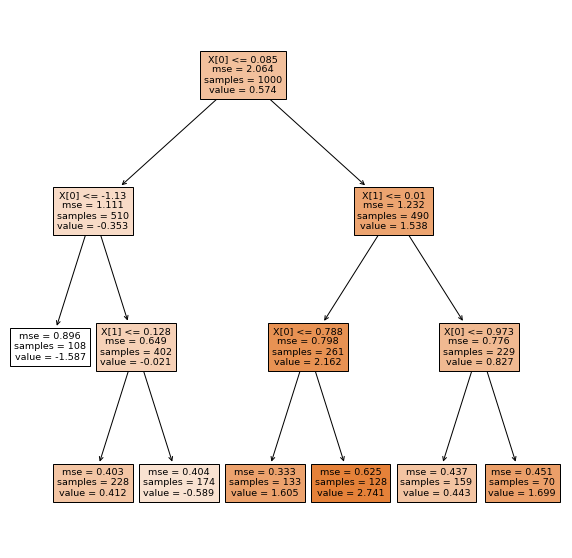 X[0] <= 0.085
mse = 2.064
samples = 1000
value = 0.574
X[0] <= -1.13
mse = 1.111
samples = 510
value = -0.353
X[1] <= 0.01
mse = 1.232
samples = 490
value = 1.538
mse = 0.896
samples = 108
value = -1.587
X[1] <= 0.128
mse = 0.649
samples = 402
value = -0.021
X[0] <= 0.788
mse = 0.798
samples = 261
value = 2.162
X[0] <= 0.973
mse = 0.776
samples = 229
value = 0.827
mse = 0.403
samples = 228
value = 0.412
mse = 0.404
samples = 174
value = -0.589
mse = 0.333
samples = 133
value = 1.605
mse = 0.625
samples = 128
value = 2.741
mse = 0.437
samples = 159
value = 0.443
mse = 0.451
samples = 70
value = 1.699